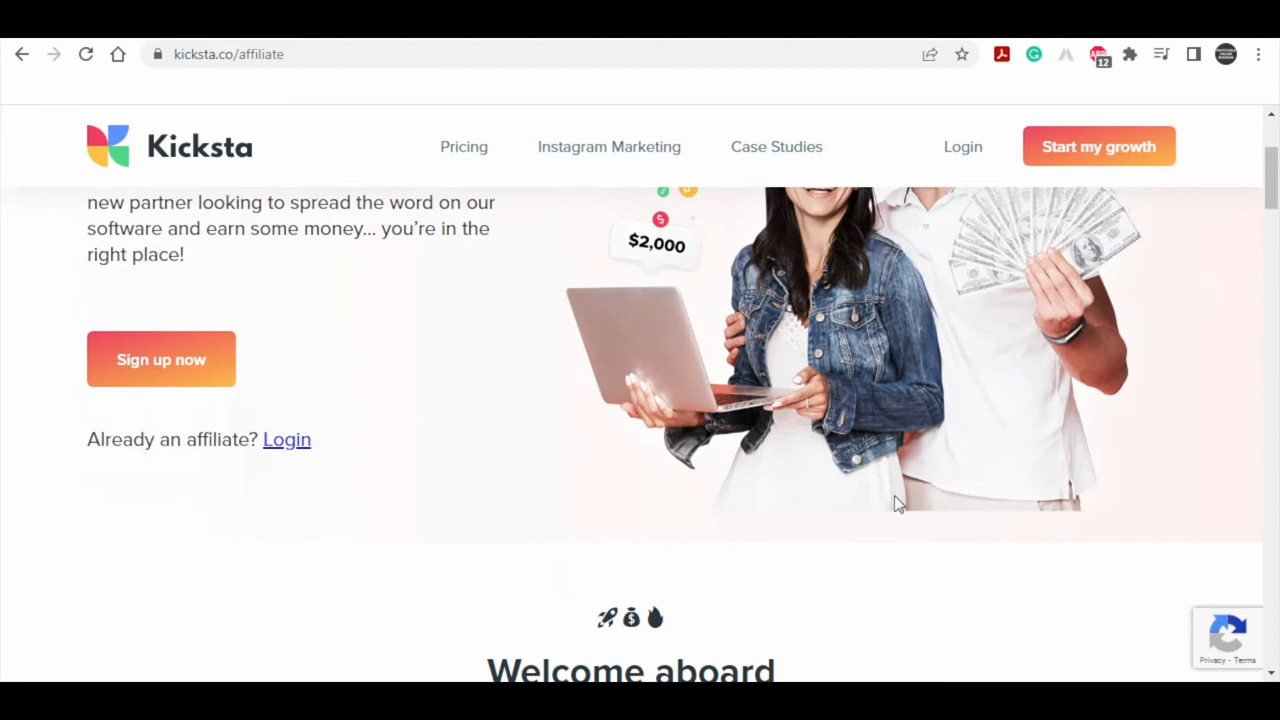 kicksta.co/affiliate
12
Kicksta
Pricing
Instagram Marketing
Case Studies
Login
Start my growth
new partner looking to spread the word on our
software and earn some money... you're in the
right place!
$2,000
Sign up now
Already an affiliate? Login
Welcome aboard
Privacy - Terms